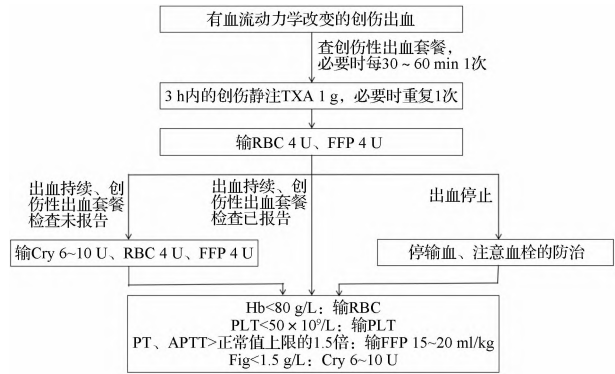 有血流动力学改变的创伤出血
查创伤性出血套餐,
必要时每30~60 min 1次
3 h内的创伤静注TXA 1 g,必要时重复1次
输RBC 4 U、FFP 4 U
出血持续、创
伤性出血套餐
检查未报告
出血持续、创
伤性出血套餐
检查已报告
出血停止
输Cry 6~10 U、RBC 4 U、FFP 4 U
停输血、注意血栓的防治
Hb<80 g/L:输RBC
PLT<50 × 10⁹/L:输PLT
PT、APTT>正常值上限的1.5倍:输FFP 15~20 ml/kg
Fig<1.5 g/L:Cry 6~10 U